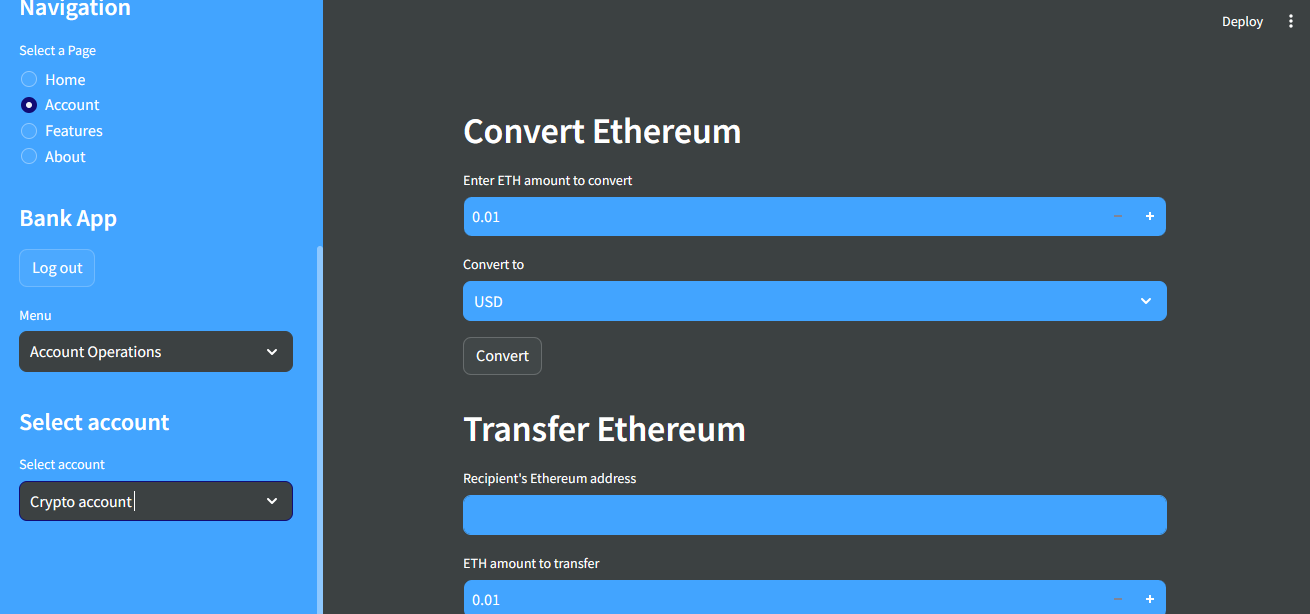 Navigation
Select a Page
Home
Account
Features
About
Bank App
Log out
Menu
Account Operations
Select account
Select account
Crypto account
Deploy
Convert Ethereum
Enter ETH amount to convert
0.01
Convert to
USD
Convert
Transfer Ethereum
Recipient's Ethereum address
ETH amount to transfer
0.01